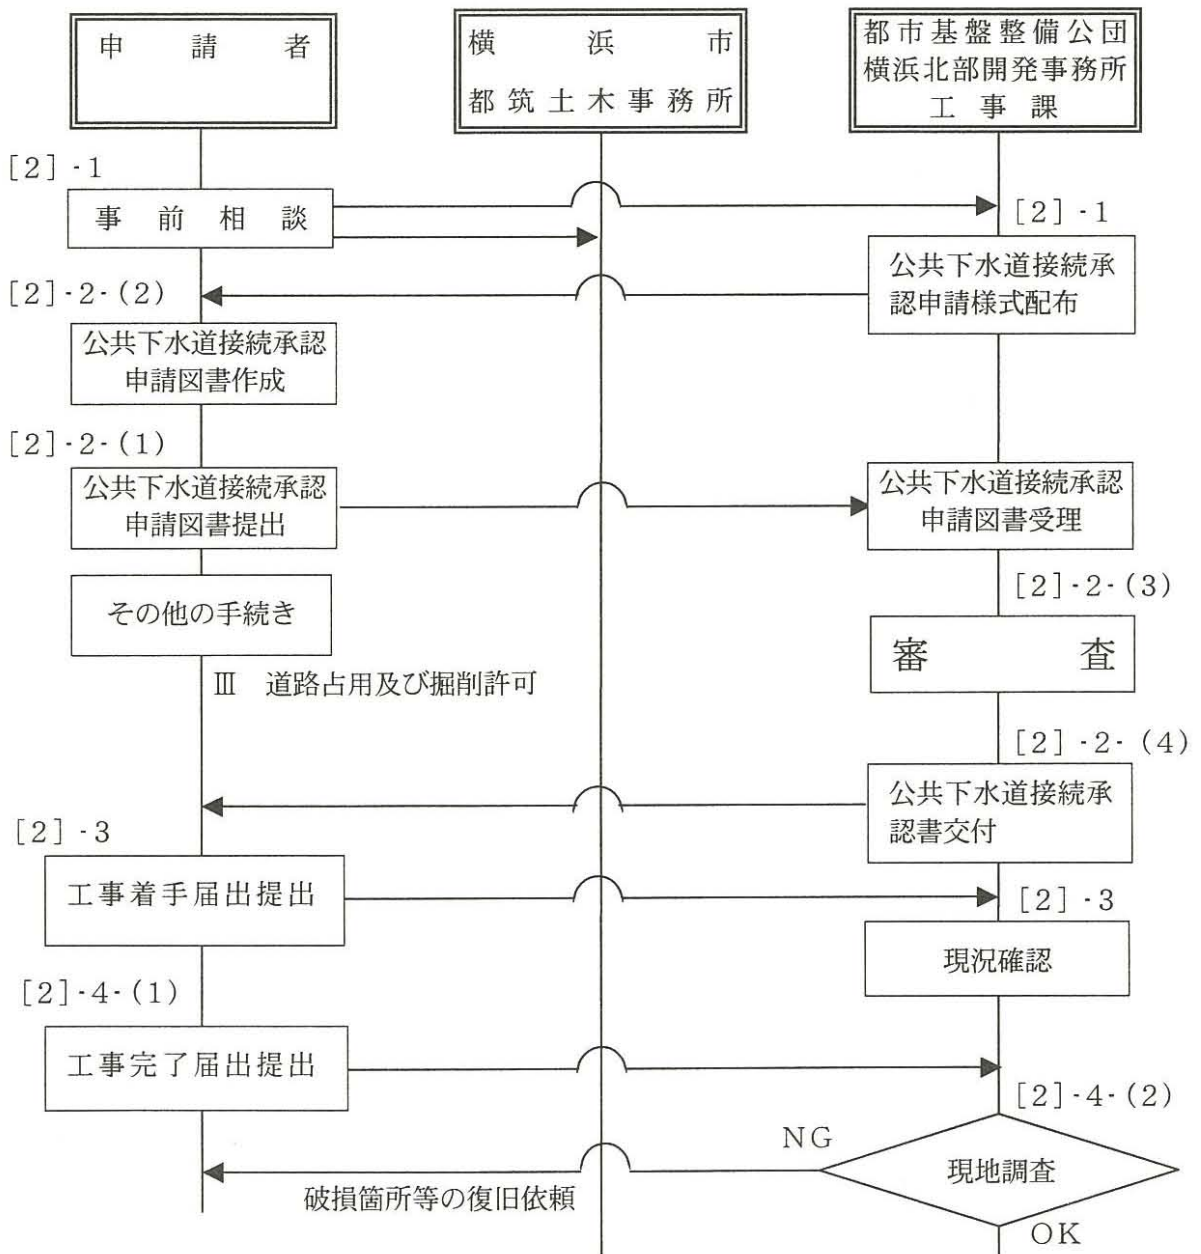 申請者
横浜市
都筑土木事務所
都市基盤整備公団
横浜北部開発事務所
工事課
[2]-1
事前相談
[2]-1
公共下水道接続承
認申請様式配布
[2]-2-(2)
公共下水道接続承認
申請図書作成
[2]-2-(1)
公共下水道接続承認
申請図書提出
公共下水道接続承認
申請図書受理
その他の手続き
[2]-2-(3)
審査
Ⅲ 道路占用及び掘削許可
[2]-2-(4)
公共下水道接続承
認書交付
[2]-3
工事着手届出提出
[2]-3
現況確認
[2]-4-(1)
工事完了届出提出
[2]-4-(2)
NG
現地調査
破損箇所等の復旧依頼
OK